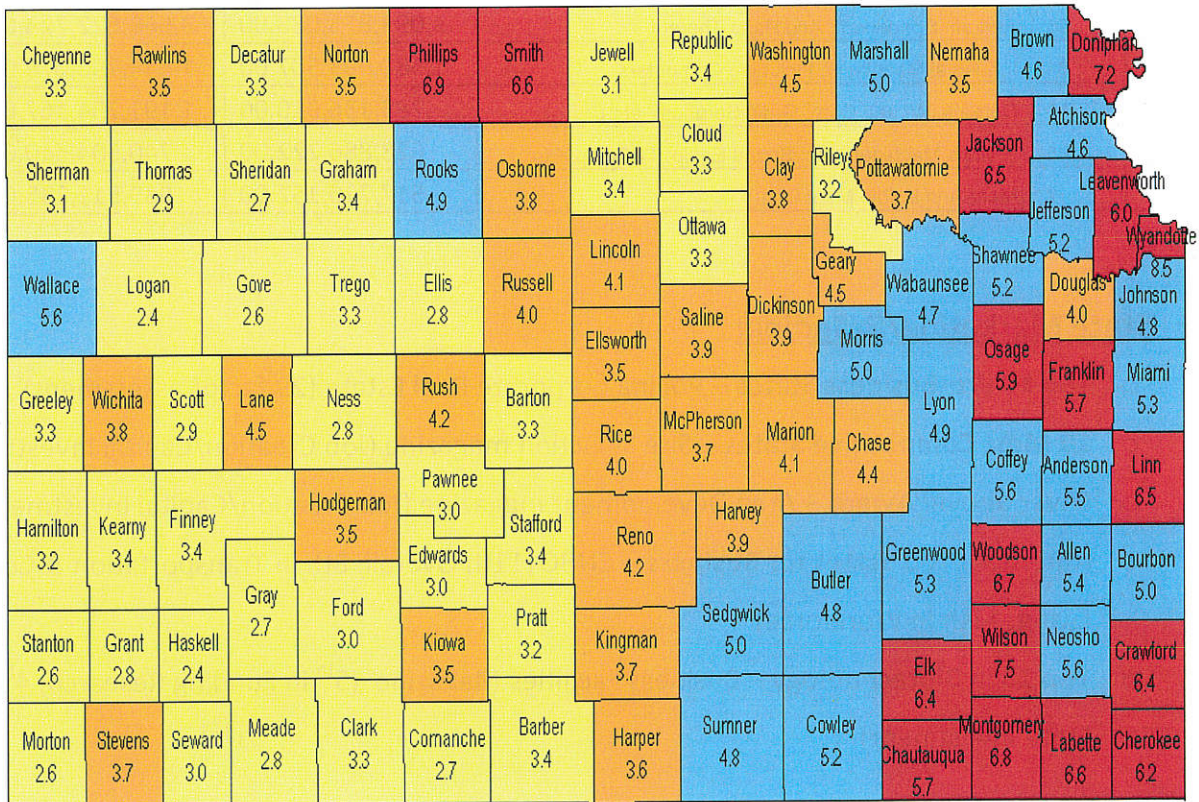 Cheyenne
3.3
Rawlins
3.5
Decatur
3.3
Norton
3.5
Phillips
6.9
Smith
6.6
Jewell
3.1
Republic
3.4
Washington
4.5
Marshall
5.0
Nemaha
3.5
Brown
4.6
Doniphan
7.2
Sherman
3.1
Thomas
2.9
Sheridan
2.7
Graham
3.4
Rooks
4.9
Osborne
3.8
Mitchell
3.4
Cloud
3.3
Clay
3.8
Riley
3.2
Pottawatomie
3.7
Jackson
6.5
Atchison
4.6
Jefferson
5.2
Leavenworth
6.0
Wyandotte
8.5
Wallace
5.6
Logan
2.4
Gove
2.6
Trego
3.3
Ellis
2.8
Russell
4.0
Lincoln
4.1
Ottawa
3.3
Saline
3.9
Dickinson
3.9
Geary
4.5
Wabaunsee
4.7
Shawnee
5.2
Douglas
4.0
Johnson
4.8
Ellsworth
3.5
Morris
5.0
Osage
5.9
Franklin
5.7
Miami
5.3
Greeley
3.3
Wichita
3.8
Scott
2.9
Lane
4.5
Ness
2.8
Rush
4.2
Barton
3.3
Rice
4.0
McPherson
3.7
Marion
4.1
Chase
4.4
Lyon
4.9
Coffey
5.6
Anderson
5.5
Linn
6.5
Hamilton
3.2
Kearny
3.4
Finney
3.4
Hodgeman
3.5
Pawnee
3.0
Stafford
3.4
Edwards
3.0
Reno
4.2
Harvey
3.9
Butler
4.8
Greenwood
5.3
Woodson
6.7
Allen
5.4
Bourbon
5.0
Gray
2.7
Ford
3.0
Kiowa
3.5
Pratt
3.2
Kingman
3.7
Sedgwick
5.0
Stanton
2.6
Grant
2.8
Haskell
2.4
Elk
6.4
Wilson
7.5
Neosho
5.6
Crawford
6.4
Morton
2.6
Stevens
3.7
Seward
3.0
Meade
2.8
Clark
3.3
Comanche
2.7
Barber
3.4
Harper
3.6
Sumner
4.8
Cowley
5.2
Chautauqua
5.7
Montgomery
6.8
Labette
6.6
Cherokee
6.2